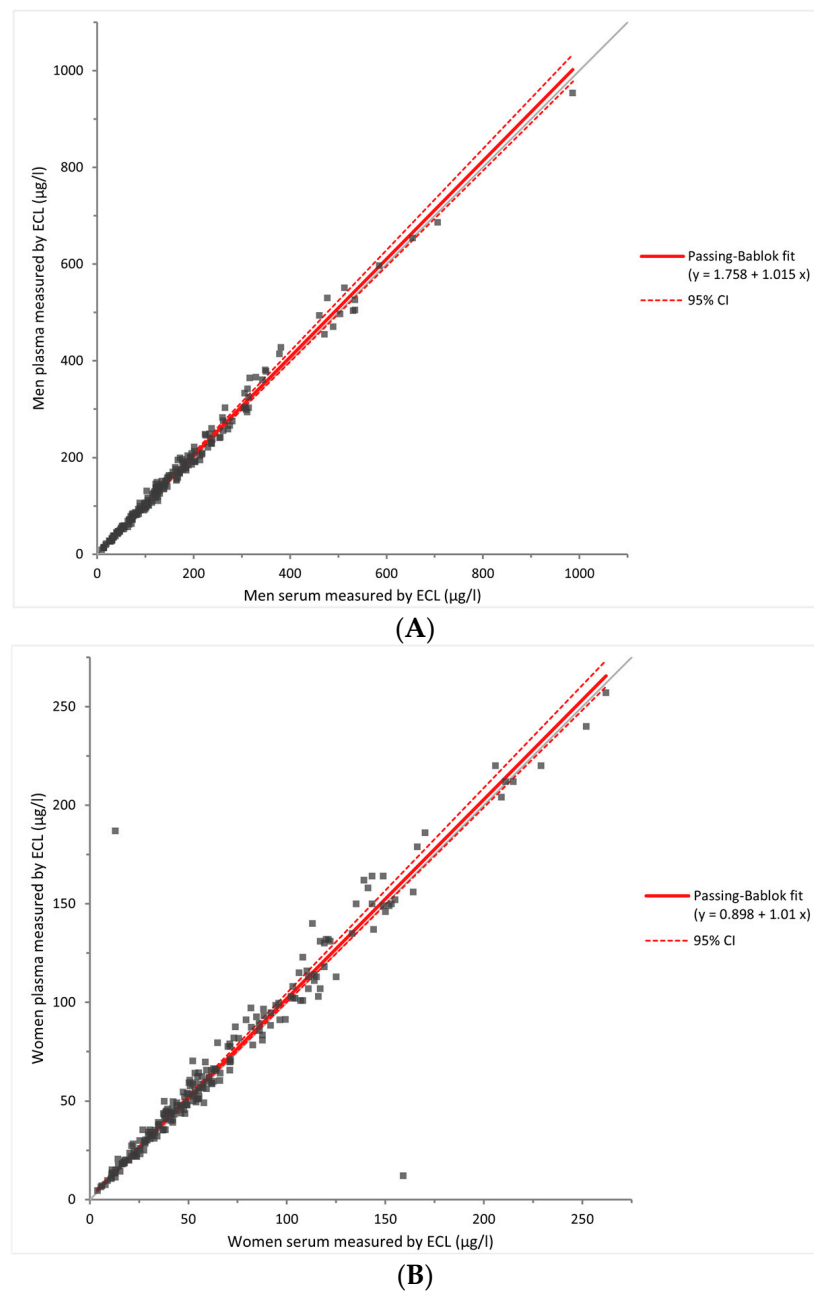 1000
800
600
400
200
0
Men plasma measured by ECL (µg/l)
0 200 400 600 800 1000
Men serum measured by ECL (µg/l)
Passing-Bablok fit
(y = 1.758 + 1.015 x)
95% CI
(A)
250
200
150
100
50
0
Women plasma measured by ECL (µg/l)
0 50 100 150 200 250
Women serum measured by ECL (µg/l)
Passing-Bablok fit
(y = 0.898 + 1.01 x)
95% CI
(B)